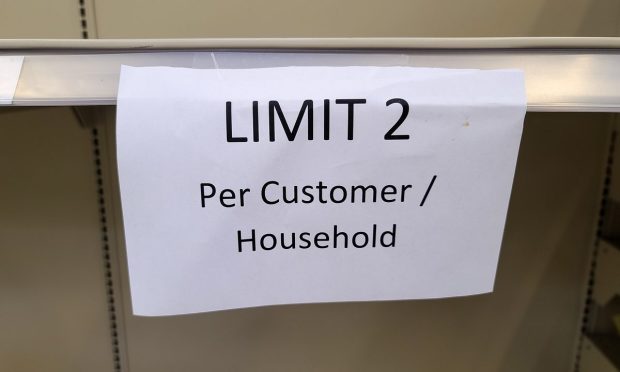 LIMIT 2
Per Customer /
Household